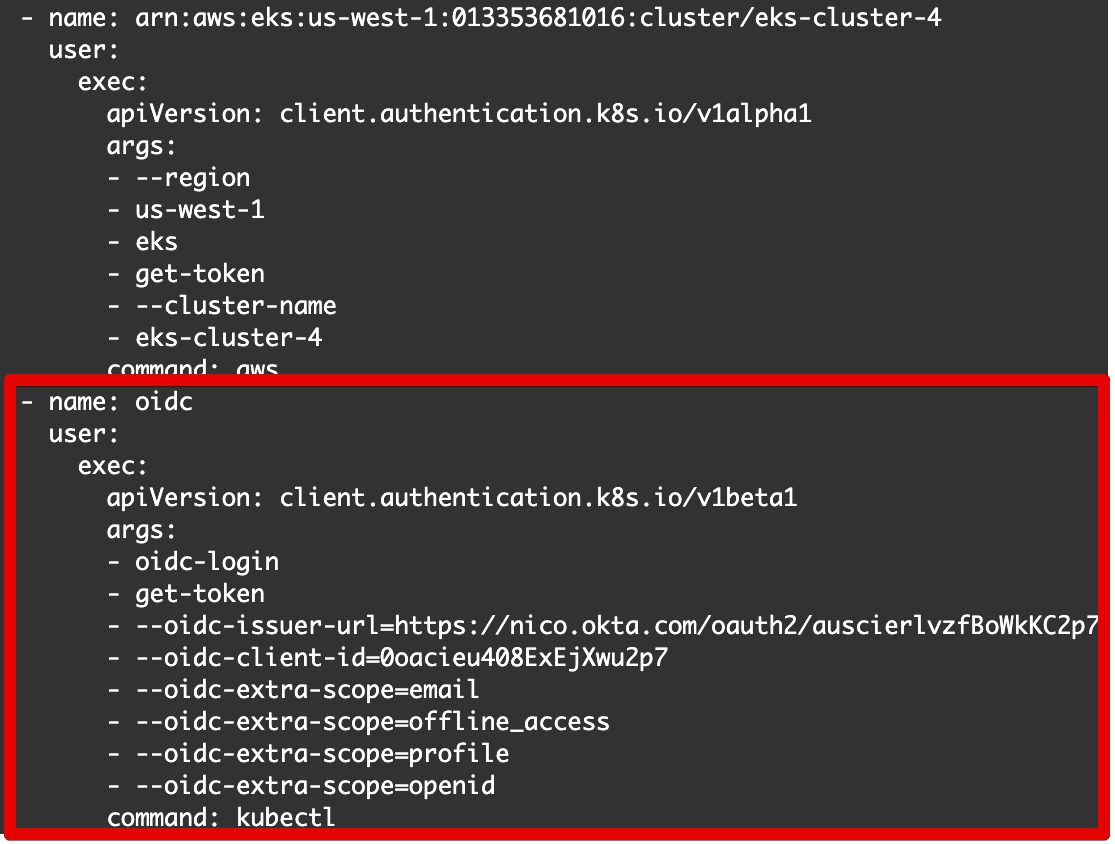 - name: arn:aws:eks:us-west-1:013353681016:cluster/eks-cluster-4
  user:
    exec:
      apiVersion: client.authentication.k8s.io/v1alpha1
      args:
      - --region
      - us-west-1
      - eks
      - get-token
      - --cluster-name
      - eks-cluster-4
      command: aws
- name: oidc
  user:
    exec:
      apiVersion: client.authentication.k8s.io/v1beta1
      args:
      - oidc-login
      - get-token
      - --oidc-issuer-url=https://nico.okta.com/oauth2/auscierlvzfBoWkKC2p7
      - --oidc-client-id=0oacieu408ExEjXwu2p7
      - --oidc-extra-scope=email
      - --oidc-extra-scope=offline_access
      - --oidc-extra-scope=profile
      - --oidc-extra-scope=openid
      command: kubectl